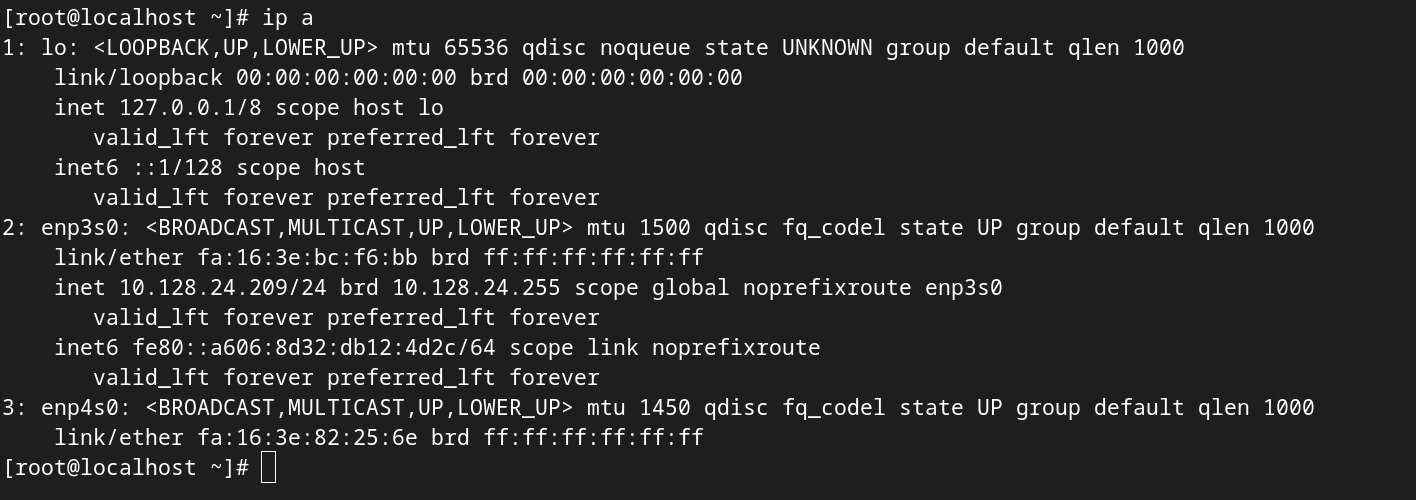 [root@localhost ~]# ip a
1: lo: <LOOPBACK,UP,LOWER_UP> mtu 65536 qdisc noqueue state UNKNOWN group default qlen 1000
    link/loopback 00:00:00:00:00:00 brd 00:00:00:00:00:00
    inet 127.0.0.1/8 scope host lo
       valid_lft forever preferred_lft forever
    inet6 ::1/128 scope host
       valid_lft forever preferred_lft forever
2: enp3s0: <BROADCAST,MULTICAST,UP,LOWER_UP> mtu 1500 qdisc fq_codel state UP group default qlen 1000
    link/ether fa:16:3e:bc:f6:bb brd ff:ff:ff:ff:ff:ff
    inet 10.128.24.209/24 brd 10.128.24.255 scope global noprefixroute enp3s0
       valid_lft forever preferred_lft forever
    inet6 fe80::a606:8d32:db12:4d2c/64 scope link noprefixroute
       valid_lft forever preferred_lft forever
3: enp4s0: <BROADCAST,MULTICAST,UP,LOWER_UP> mtu 1450 qdisc fq_codel state UP group default qlen 1000
    link/ether fa:16:3e:82:25:6e brd ff:ff:ff:ff:ff:ff
[root@localhost ~]#